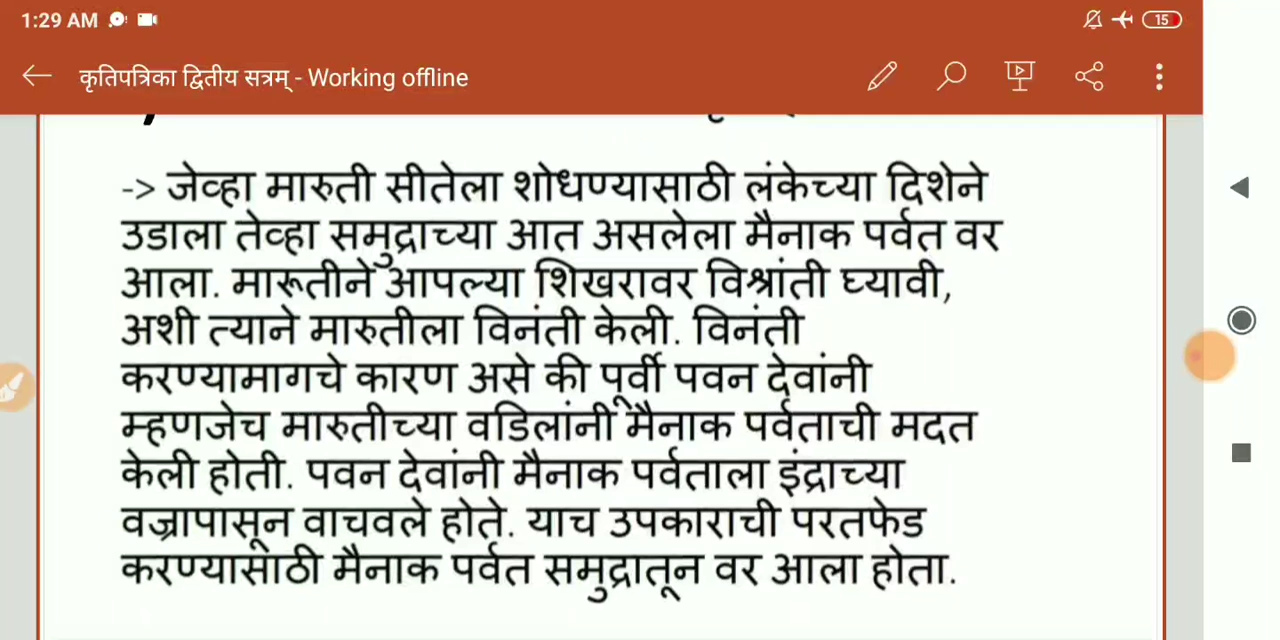 1:29 AM
15
कृतिपत्रिका द्वितीय सत्रम् - Working offline
-> जेव्हा मारुती सीतेला शोधण्यासाठी लंकेच्या दिशेने
उडाला तेव्हा समुद्राच्या आत असलेला मैनाक पर्वत वर
आला. मारूतीने आपल्या शिखरावर विश्रांती घ्यावी,
अशी त्याने मारुतीला विनंती केली. विनंती
करण्यामागचे कारण असे की पूर्वी पवन देवांनी
म्हणजेच मारुतीच्या वडिलांनी मैनाक पर्वताची मदत
केली होती. पवन देवांनी मैनाक पर्वताला इंद्राच्या
वज्रापासून वाचवले होते. याच उपकाराची परतफेड
करण्यासाठी मैनाक पर्वत समुद्रातून वर आला होता.